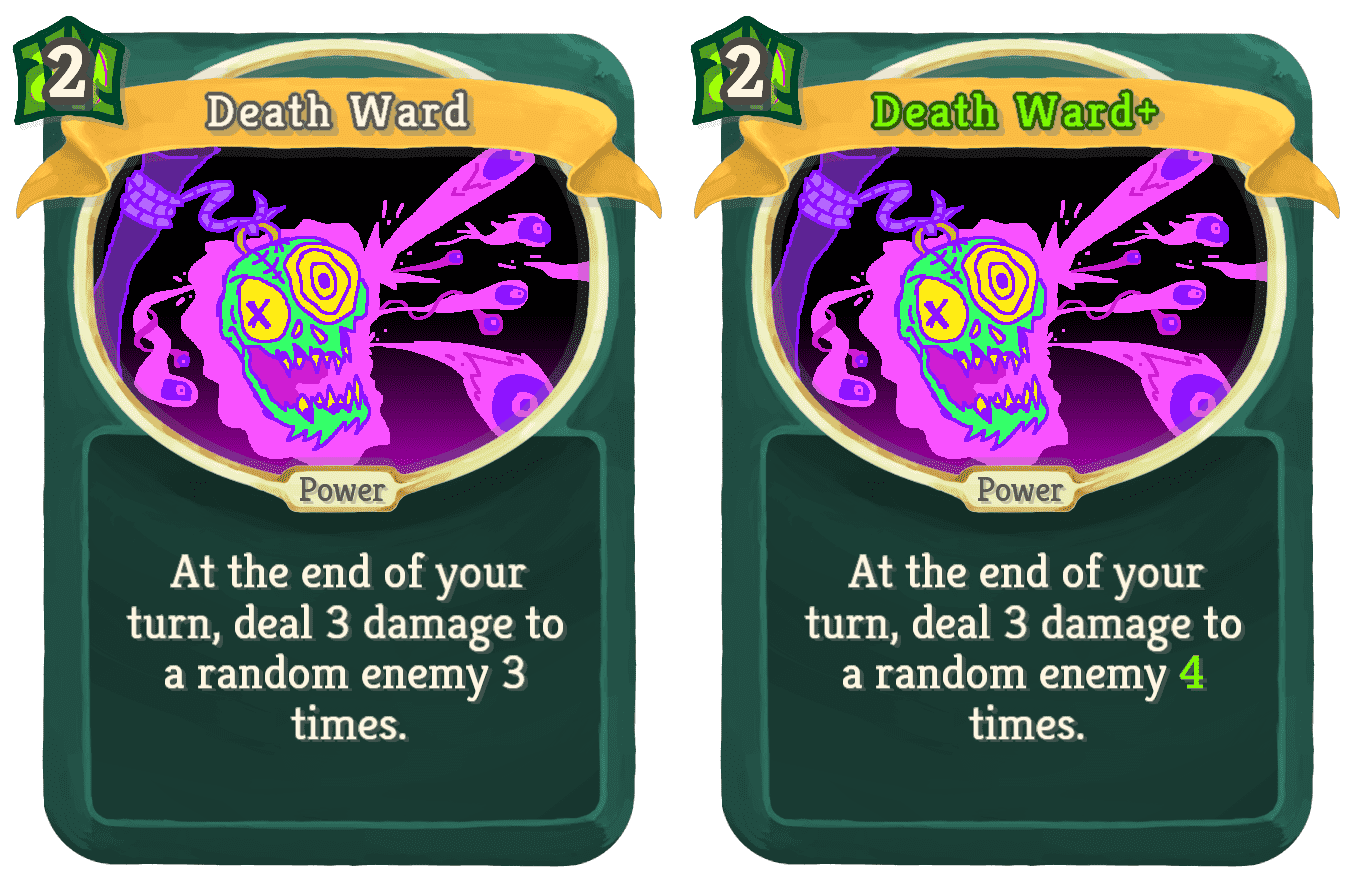 2
Death Ward
Power
At the end of your
turn, deal 3 damage to
a random enemy 3
times.
2
Death Ward+
Power
At the end of your
turn, deal 3 damage to
a random enemy 4
times.